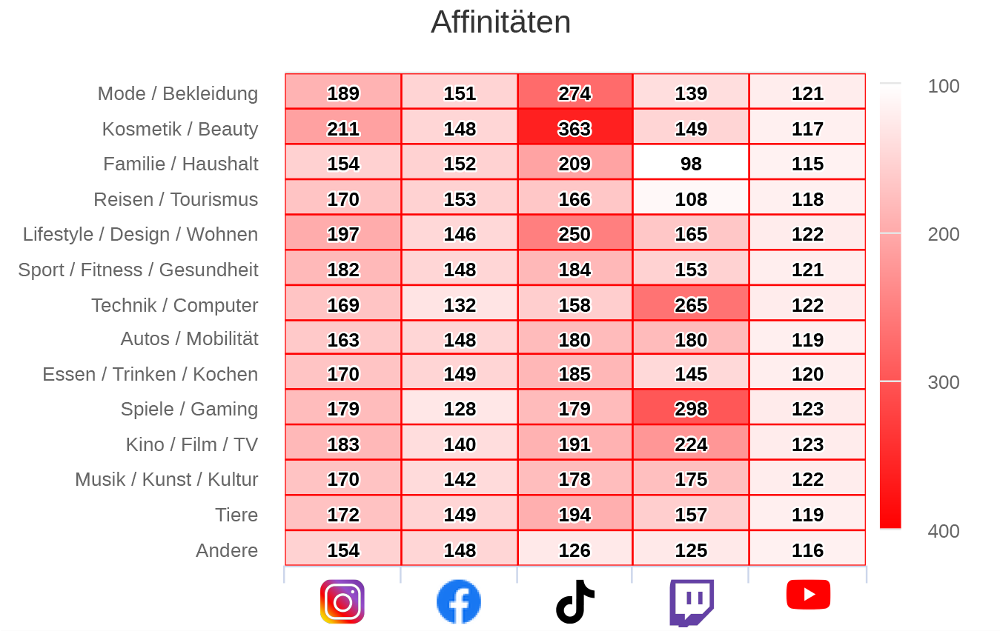 Affinitäten
Mode / Bekleidung 189 151 274 139 121
Kosmetik / Beauty 211 148 363 149 117
Familie / Haushalt 154 152 209 98 115
Reisen / Tourismus 170 153 166 108 118
Lifestyle / Design / Wohnen 197 146 250 165 122
Sport / Fitness / Gesundheit 182 148 184 153 121
Technik / Computer 169 132 158 265 122
Autos / Mobilität 163 148 180 180 119
Essen / Trinken / Kochen 170 149 185 145 120
Spiele / Gaming 179 128 179 298 123
Kino / Film / TV 183 140 191 224 123
Musik / Kunst / Kultur 170 142 178 175 122
Tiere 172 149 194 157 119
Andere 154 148 126 125 116
100
200
300
400